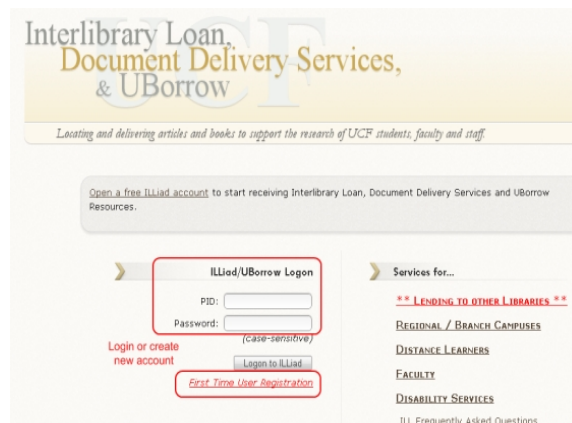 Interlibrary Loan,
Document Delivery Services,
& UBorrow
UCF
Locating and delivering articles and books to support the research of UCF students, faculty and staff.
Open a free ILLiad account to start receiving Interlibrary Loan, Document Delivery Services and UBorrow
Resources.
ILLiad/UBorrow Logon
PID:
Password:
(case-sensitive)
Login or create
new account
Logon to ILLiad
First Time User Registration
Services for...
** Lending to other Libraries **
Regional / Branch Campuses
Distance Learners
Faculty
Disability Services
ILL Frequently Asked Questions